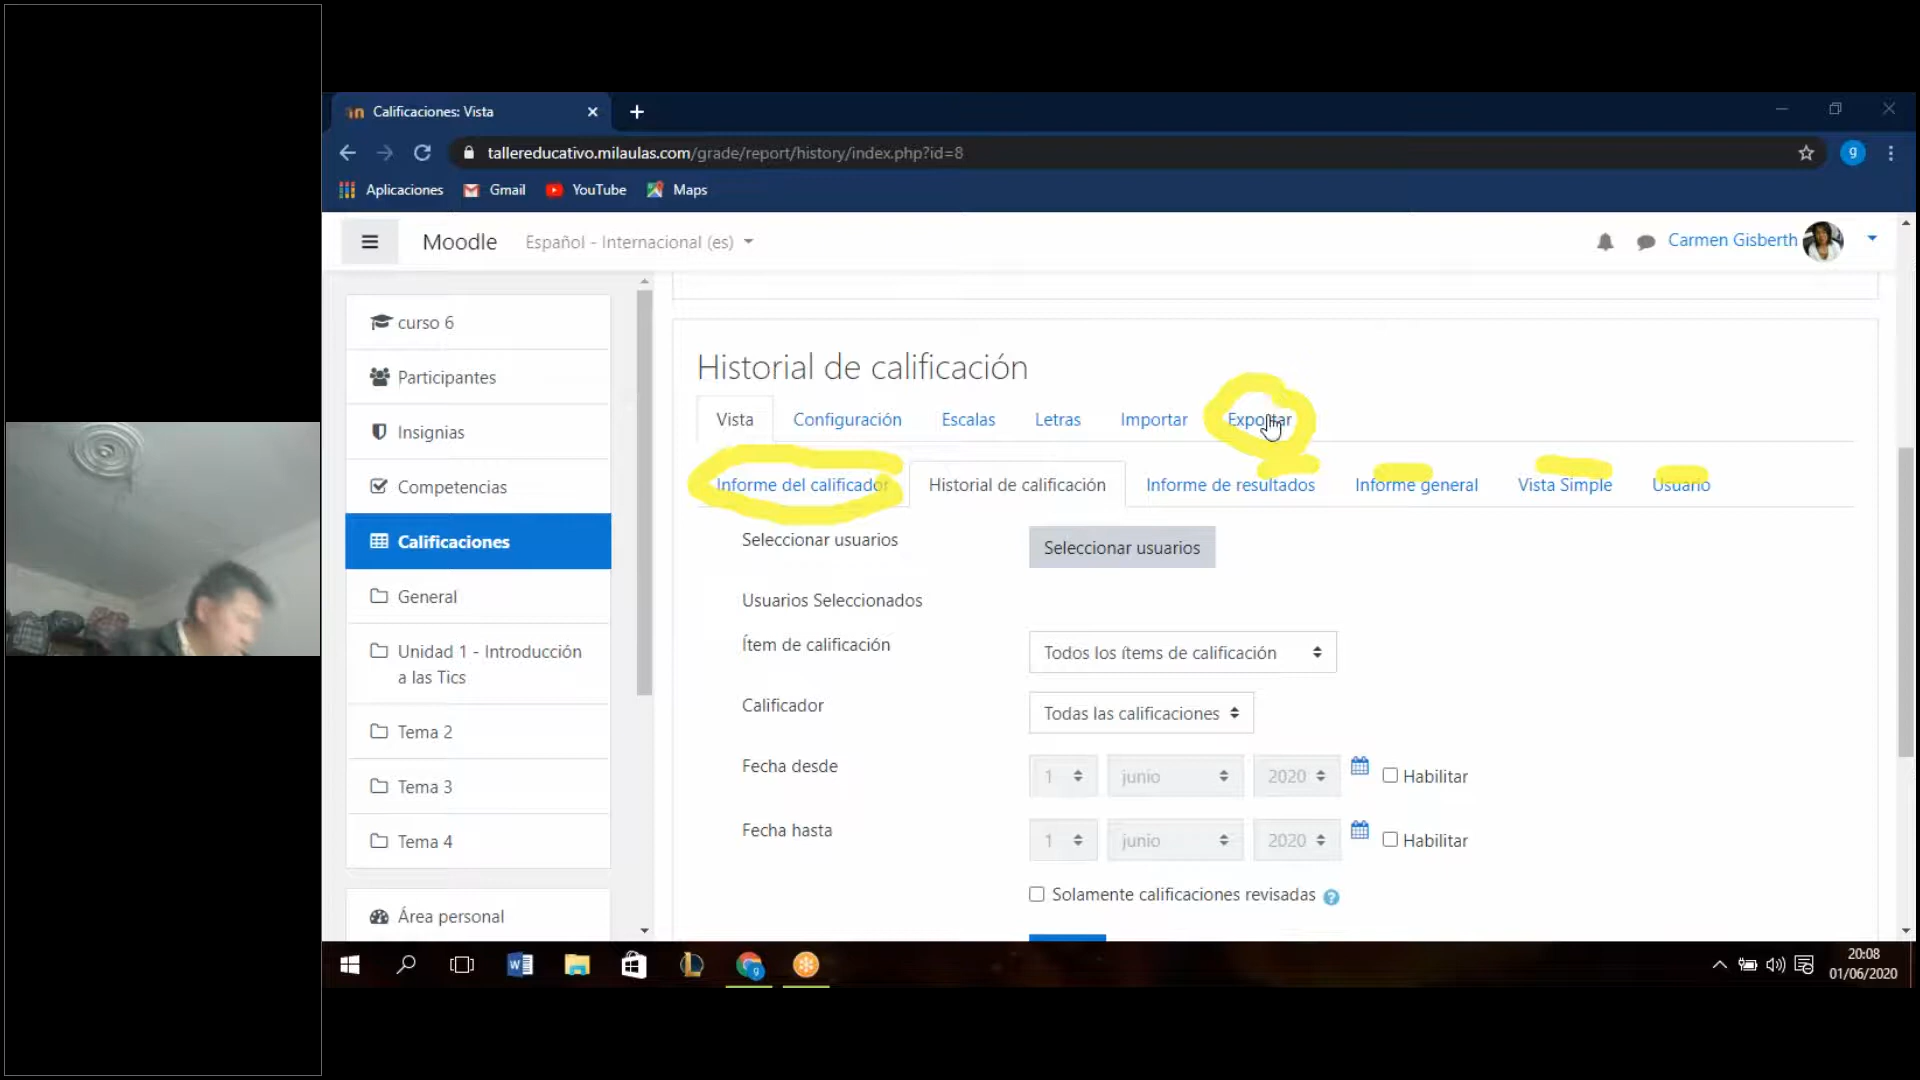 Calificaciones: Vista
tallereducativo.milaulas.com/grade/report/history/index.php?id=8
g
Aplicaciones Gmail YouTube Maps
Moodle Español - Internacional (es) Carmen Gisberth
curso 6
Participantes
Insignias
Competencias
Calificaciones
General
Unidad 1 - Introducción
a las Tics
Tema 2
Tema 3
Tema 4
Área personal
Historial de calificación
Vista Configuración Escalas Letras Importar Exportar
Informe del calificador Historial de calificación Informe de resultados Informe general Vista Simple Usuario
Seleccionar usuarios Seleccionar usuarios
Usuarios Seleccionados
Ítem de calificación Todos los ítems de calificación
Calificador Todas las calificaciones
Fecha desde 1 junio 2020 Habilitar
Fecha hasta 1 junio 2020 Habilitar
Solamente calificaciones revisadas
20:08
01/06/2020